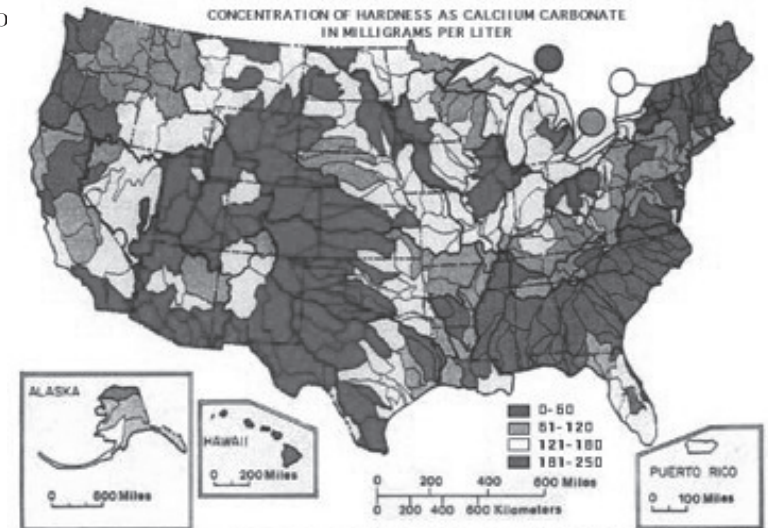 CONCENTRATION OF HARDNESS AS CALCIIUM CARBONATE
IN MILLIGRAMS PER LITER
ALASKA
0 600 Miles
HAWAII
0 200 Miles
0-60
61-120
121-180
181-250
0 200 400 600 Miles
0 200 400 600 Kilometers
PUERTO RICO
0 100 Miles